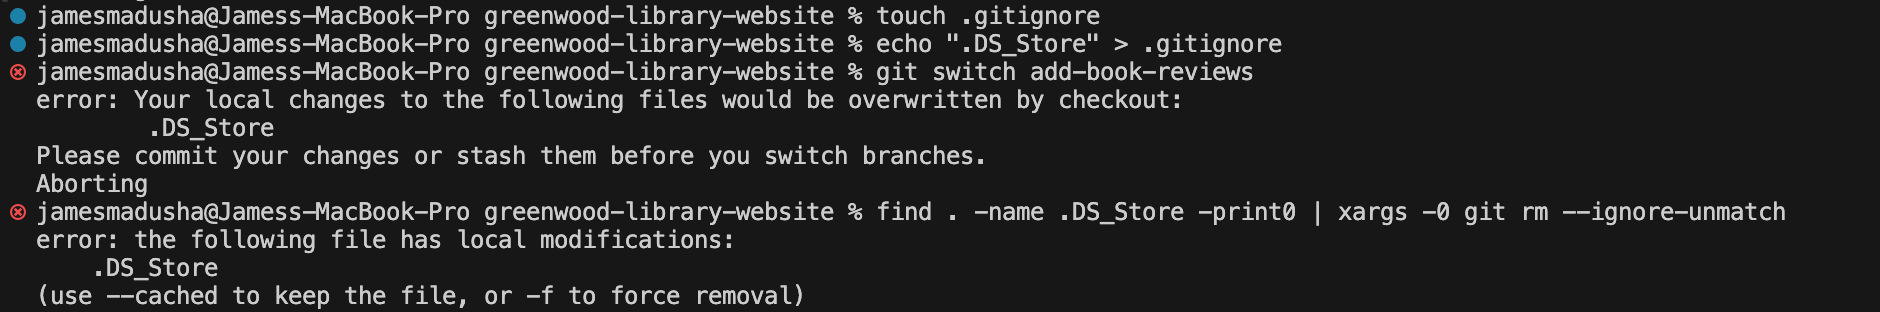 jamesmadusha@Jamess-MacBook-Pro greenwood-library-website % touch .gitignore
jamesmadusha@Jamess-MacBook-Pro greenwood-library-website % echo ".DS_Store" > .gitignore
jamesmadusha@Jamess-MacBook-Pro greenwood-library-website % git switch add-book-reviews
error: Your local changes to the following files would be overwritten by checkout:
        .DS_Store
Please commit your changes or stash them before you switch branches.
Aborting
jamesmadusha@Jamess-MacBook-Pro greenwood-library-website % find . -name .DS_Store -print0 | xargs -0 git rm --ignore-unmatch
error: the following file has local modifications:
    .DS_Store
(use --cached to keep the file, or -f to force removal)